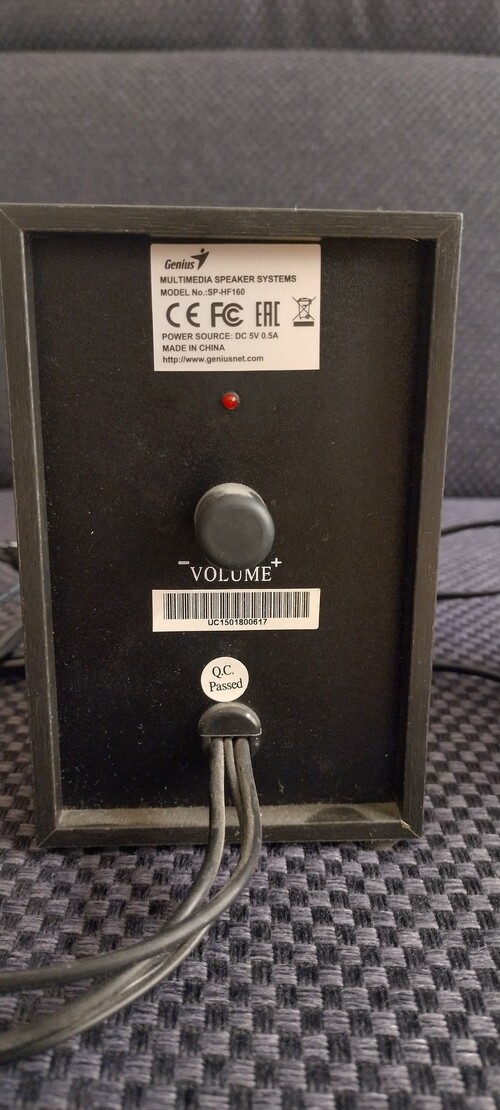 Genius
MULTIMEDIA SPEAKER SYSTEMS
MODEL No.:SP-HF160
CE FC EAC
POWER SOURCE: DC 5V 0.5A
MADE IN CHINA
http://www.geniusnet.com
- VOLUME +
UC1501800617
Q.C.
Passed